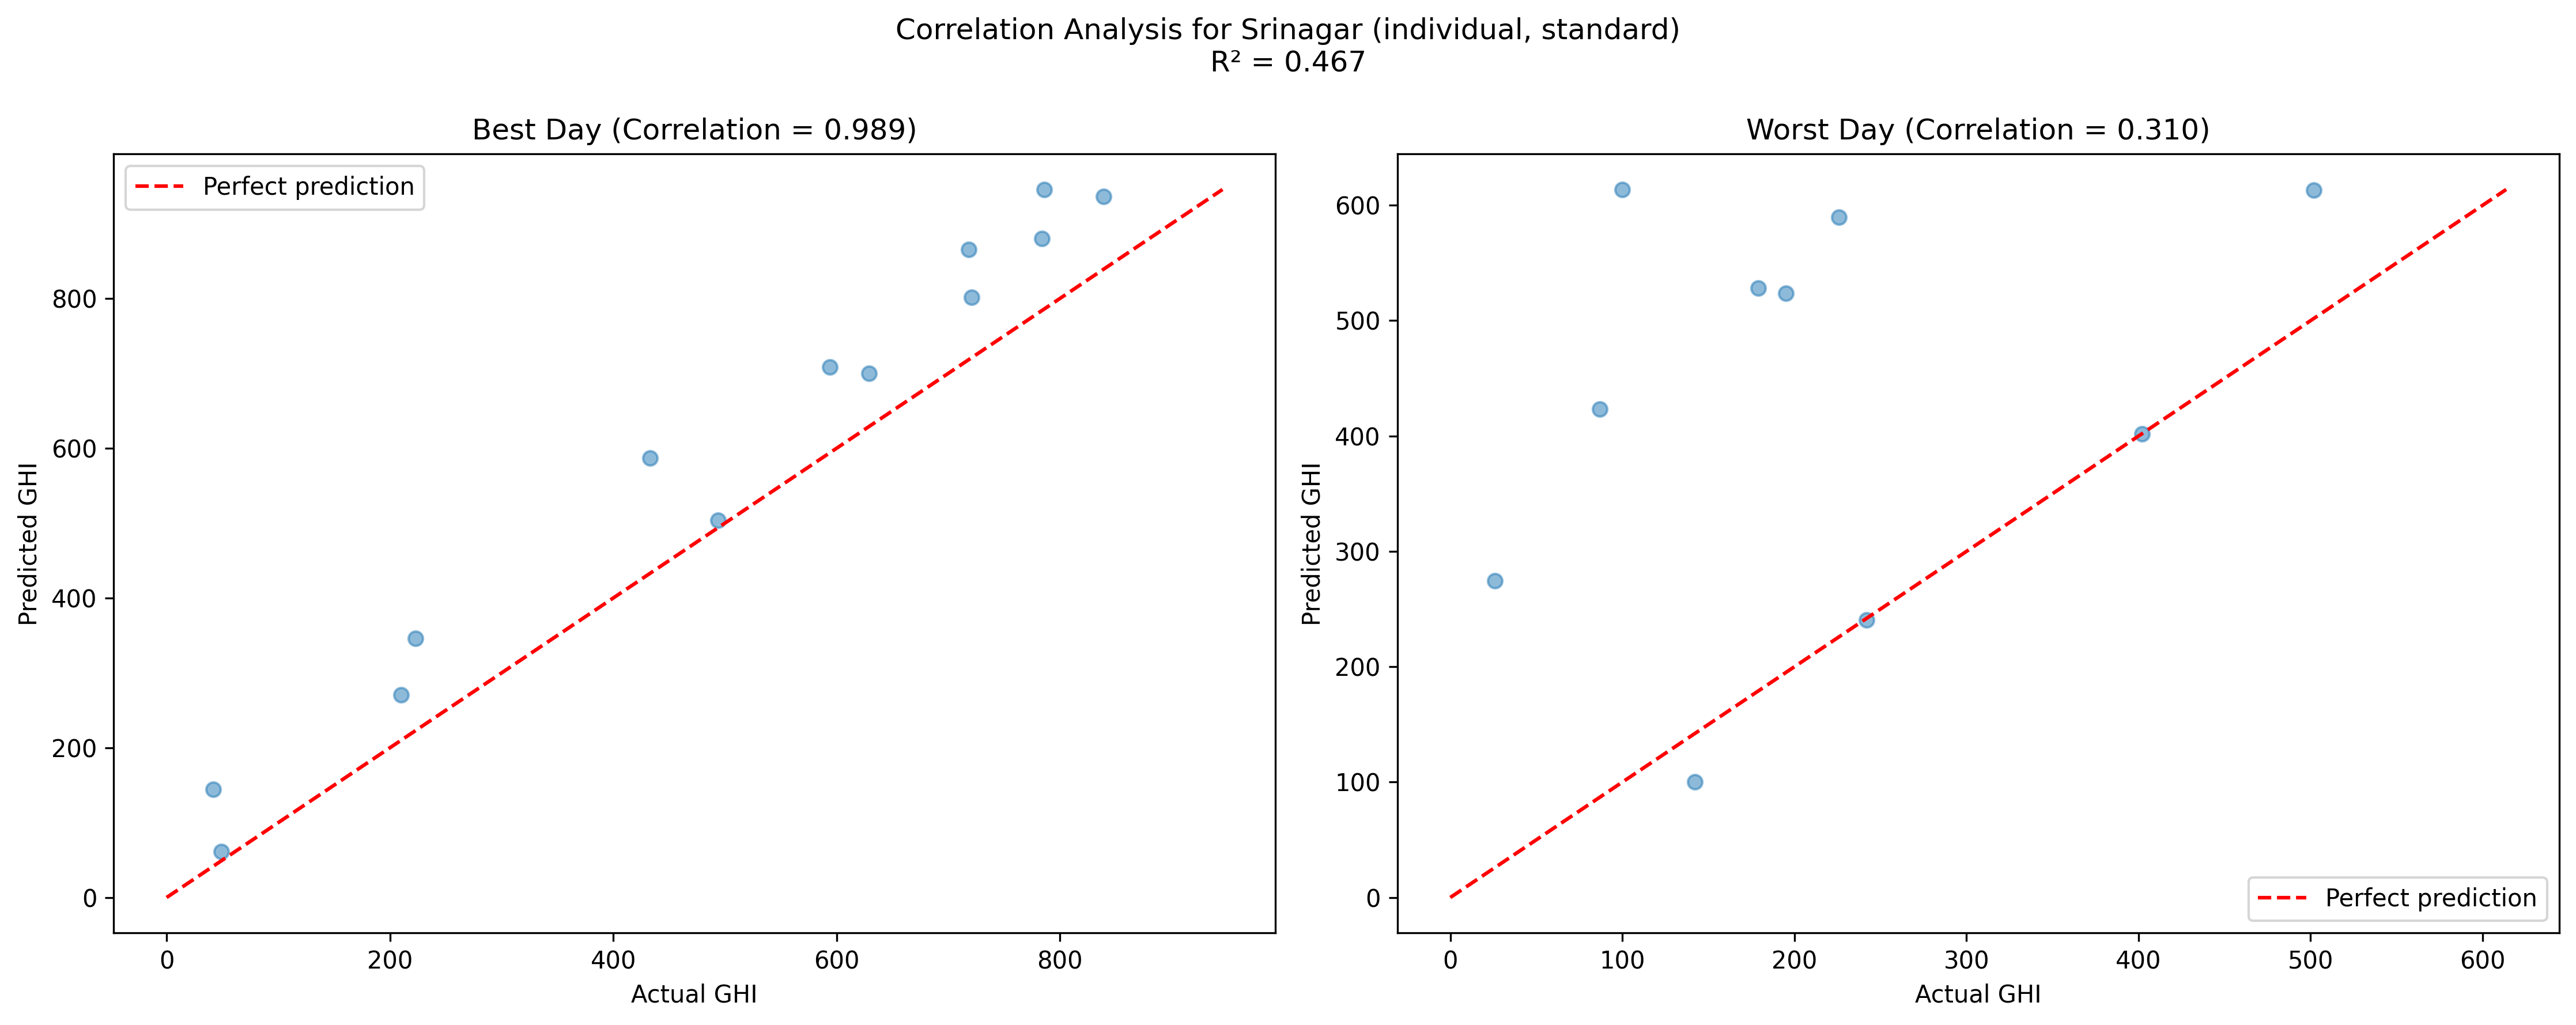 Correlation Analysis for Srinagar (individual, standard)
R² = 0.467
Best Day (Correlation = 0.989)
Perfect prediction
800
600
400
200
0
Predicted GHI
0 200 400 600 800
Actual GHI
Worst Day (Correlation = 0.310)
600
500
400
300
200
100
0
Predicted GHI
Perfect prediction
0 100 200 300 400 500 600
Actual GHI